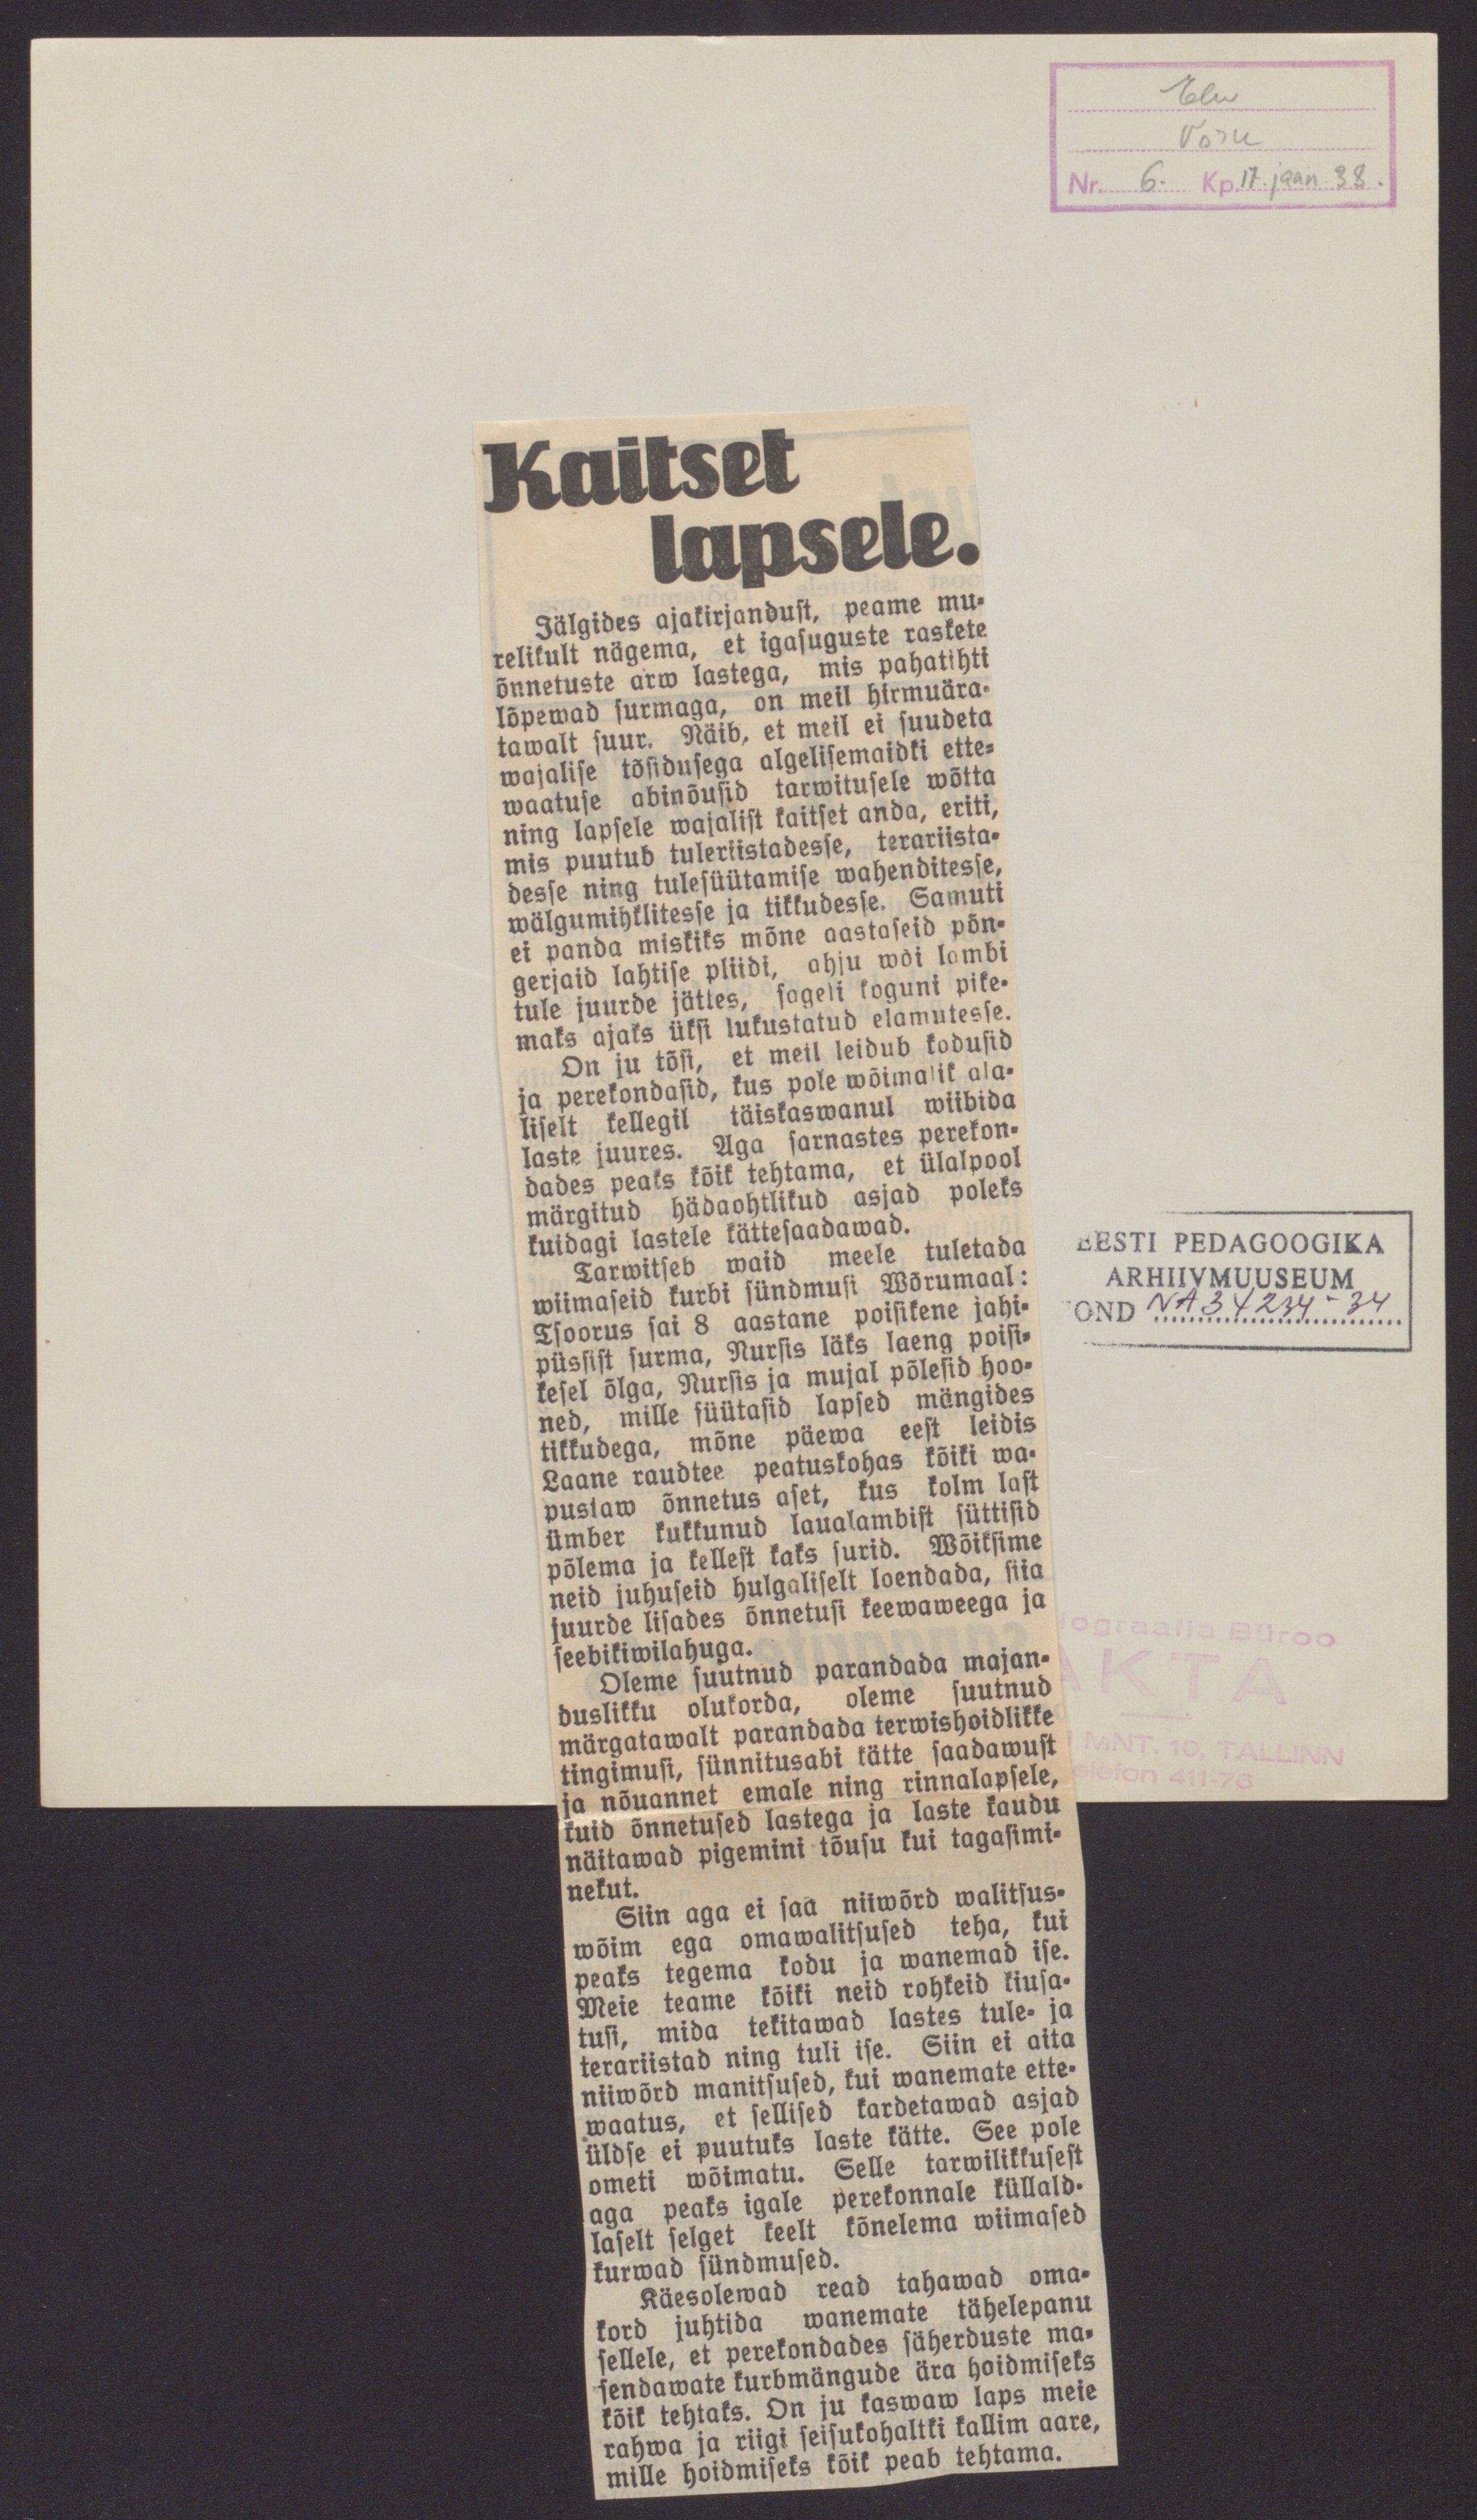 Elu
Võru
Nr. 6. Kp. 17. jaan 38.
Kaitset
lapsele.
Jälgides ajakirjandust, peame mu-
relikult nägema, et igasuguste raskete
õnnetuste arw lastega, mis pahatihti
lõpewad surmaga, on meil hirmuära-
tawalt suur. Näib, et meil ei suudeta
wajalise tõsidusega algelisemaidki ette-
waatuse abinõusid tarwitusele wõtta
ning lapsele wajalist kaitset anda, eriti,
mis puutub tuleriistadesse, terariista-
desse ning tulesüütamise wahenditesse,
wälgumihklitesse ja tikkudesse. Samuti
ei panda miskiks mõne aastaseid põn-
gerjaid lahtise pliidi, ahju wõi lambi
tule juurde jättes, sageli koguni pike-
maks ajaks üksi lukustatud elamutesse.
On ju tõsi, et meil leidub kodusid
ja perekondasid, kus pole wõimalik ala-
liselt kellegil täiskaswanul wiibida
laste juures. Aga sarnastes perekon-
dades peaks kõik tehtama, et ülalpool
märgitud hädaohtlikud asjad poleks
kuidagi lastele kättesaadawad.
Tarwitseb waid meele tuletada
wiimaseid kurbi sündmusi Wõrumaal:
Tsoorus sai 8 aastane poisikene jahi-
püssist surma, Nursis läks laeng poisi-
kesel õlga, Nursis ja mujal põlesid hoo-
ned, mille süütasid lapsed mängides
tikkudega, mõne päewa eest leidis
Laane raudtee peatuskohas kõiki wa-
pustaw õnnetus aset, kus kolm last
ümber kukkunud laualambist süttisid
põlema ja kellest kaks surid. Wõiksime
neid juhuseid hulgaliselt loendada, siia
juurde lisades õnnetusi keewaweega ja
seebikiwilahuga.
Oleme suutnud parandada majan-
duslikku olukorda, oleme suutnud
märgatawalt parandada terwishoidlikke
tingimusi, sünnitusabi kätte saadawust
ja nõuannet emale ning rinnalapsele,
kuid õnnetused lastega ja laste kaudu
näitawad pigemini tõusu kui tagasimi-
nekut.
Siin aga ei saa niiwõrd walitsus-
wõim ega omawalitsused teha, kui
peaks tegema kodu ja wanemad ise.
Meie teame kõiki neid rohkeid kiusa-
tusi, mida tekitawad lastes tule- ja
terariistad ning tuli ise. Siin ei aita
niiwõrd manitsused, kui wanemate ette-
waatus, et sellised kardetawad asjad
üldse ei puutuks laste kätte. See pole
ometi wõimatu. Selle tarwilikkusest
aga peaks igale perekonnale küllald-
laselt selget keelt kõnelema wiimased
kurwad sündmused.
Käesolewad read tahawad oma-
kord juhtida wanemate tähelepanu
sellele, et perekondades säherduste ma-
sendawate kurbmängude ära hoidmiseks
kõik tehtaks. On ju kaswaw laps meie
rahwa ja riigi seisukohaltki kallim aare,
mille hoidmiseks kõik peab tehtama.
EESTI PEDAGOOGIKA
ARHIIVMUUSEUM
OND NA34234-34
iograafia Büroo
AKTA
MNT. 10, TALLINN
elefon 411-76